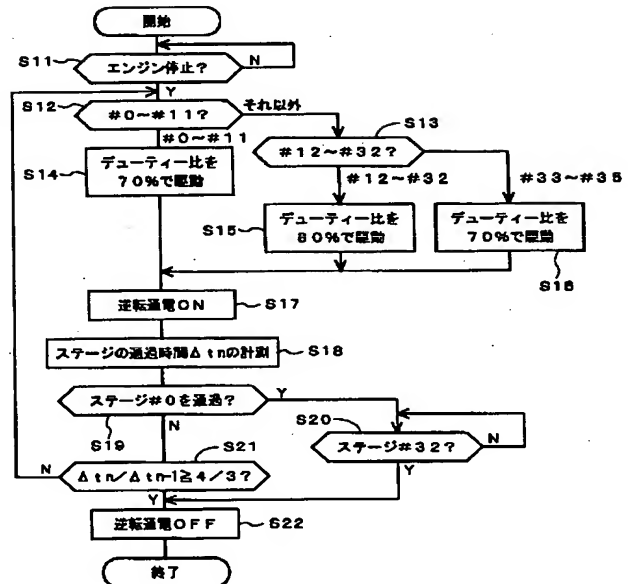 開始
S11
エンジン停止?
N
Y
S12
#0~#11?
それ以外
#0~#11
S13
#12~#32?
#12~#32
#33~#35
S14
デューティー比を
70%で駆動
S15
デューティー比を
80%で駆動
デューティー比を
70%で駆動
S16
逆転通電ON
S17
ステージの通過時間Δtnの計測
S18
ステージ#0を通過?
Y
S19
N
S20
ステージ#32?
N
Y
S21
N
Δtn/Δtn-1≧4/3?
Y
逆転通電OFF
S22
終了